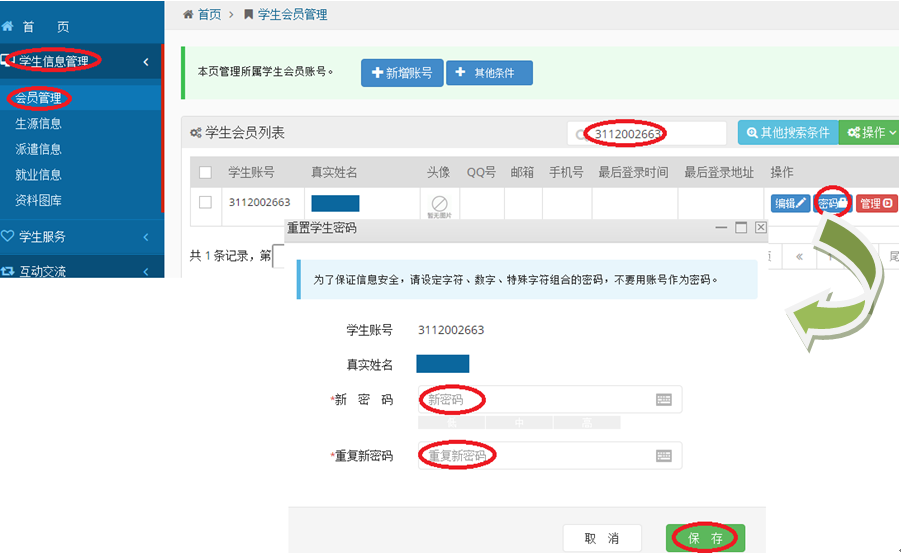 首 页
学生信息管理
会员管理
生源信息
派遣信息
就业信息
资料图库
学生服务
互动交流
首页 > 学生会员管理
本页管理所属学生会员账号。
新增账号
其他条件
学生会员列表
3112002663
其他搜索条件
操作
学生账号 真实姓名 头像 QQ号 邮箱 手机号 最后登录时间 最后登录地址 操作
3112002663 暂无图片 编辑 密码 管理
共 1 条记录，第
«
尾
重置学生密码
为了保证信息安全，请设定字符、数字、特殊字符组合的密码，不要用账号作为密码。
学生账号 3112002663
真实姓名
*新 密 码 新密码
中 高
*重复新密码 重复新密码
取 消
保 存